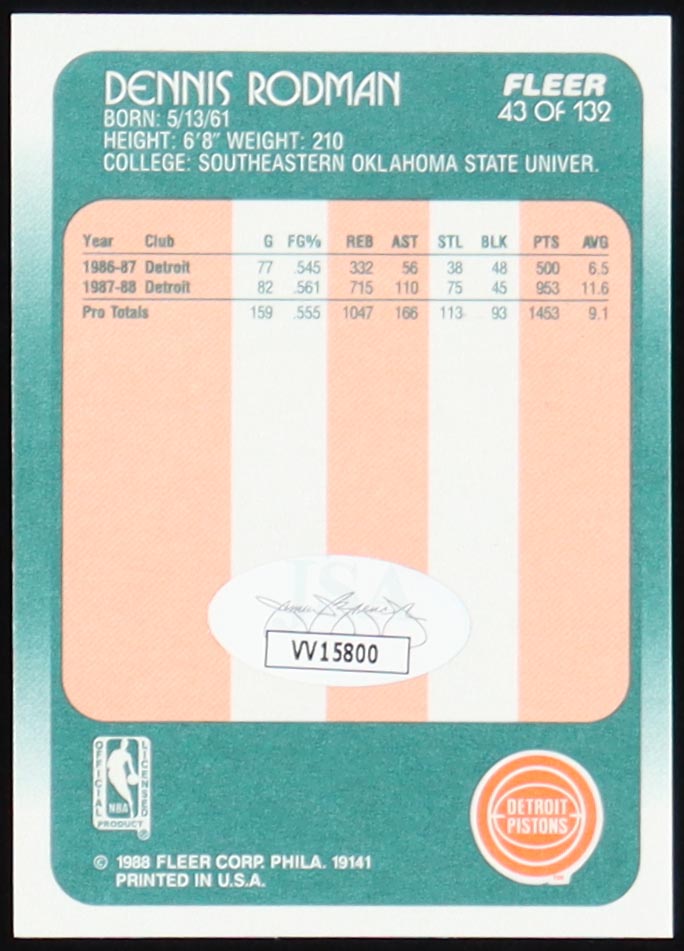 DENNIS RODMAN
FLEER
43 OF 132
BORN: 5/13/61
HEIGHT: 6'8" WEIGHT: 210
COLLEGE: SOUTHEASTERN OKLAHOMA STATE UNIVER.
Year Club G FG% REB AST STL BLK PTS AVG
1986-87 Detroit 77 .545 332 56 38 48 500 6.5
1987-88 Detroit 82 .561 715 110 75 45 953 11.6
Pro Totals 159 .555 1047 166 113 93 1453 9.1
JSA
VV15800
OFFICIAL
LICENSED
NBA
PRODUCT
®
DETROIT
PISTONS
TM
© 1988 FLEER CORP. PHILA. 19141
PRINTED IN U.S.A.